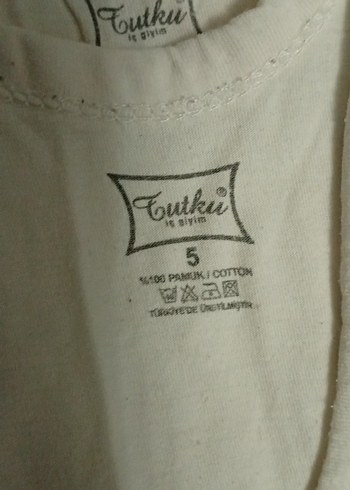 Tutku
iç giyim
Tutku®
iç giyim
5
%100 PAMUK / COTTON
TÜRKİYE'DE ÜRETİLMİŞTİR